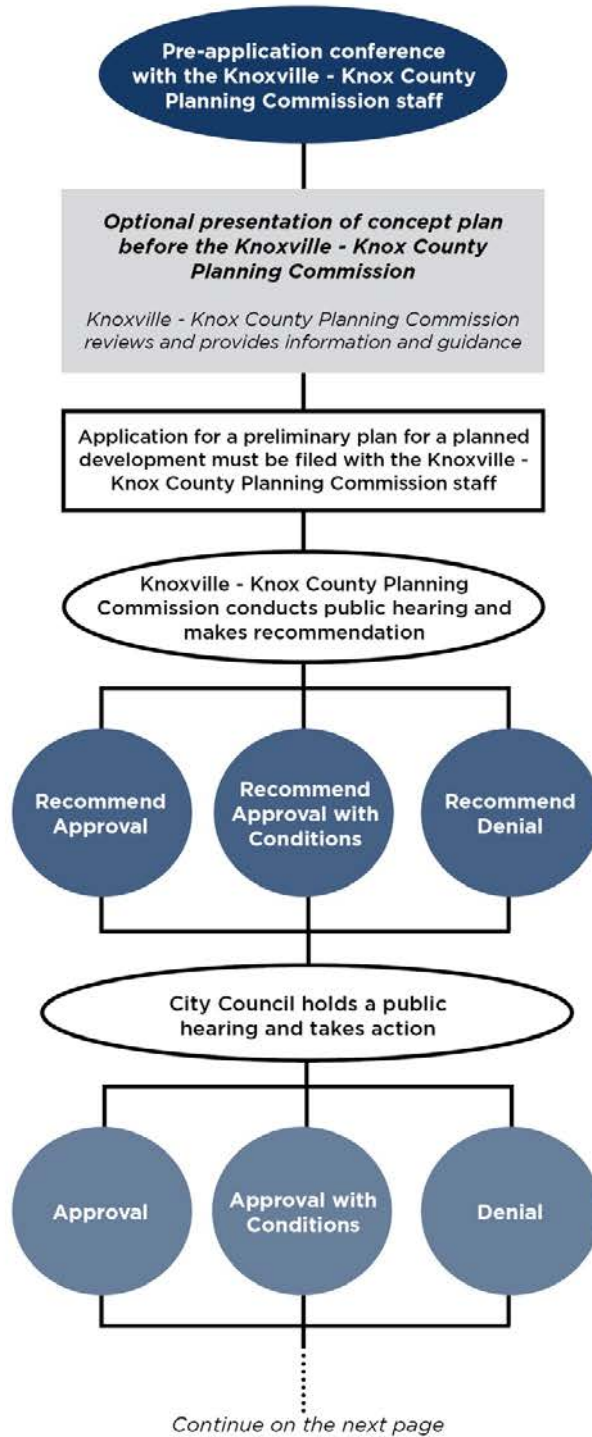 Pre-application conference
with the Knoxville - Knox County
Planning Commission staff
Optional presentation of concept plan
before the Knoxville - Knox County
Planning Commission
Knoxville - Knox County Planning Commission
reviews and provides information and guidance
Application for a preliminary plan for a planned
development must be filed with the Knoxville -
Knox County Planning Commission staff
Knoxville - Knox County Planning
Commission conducts public hearing and
makes recommendation
Recommend
Approval
Recommend
Approval with
Conditions
Recommend
Denial
City Council holds a public
hearing and takes action
Approval
Approval with
Conditions
Denial
Continue on the next page